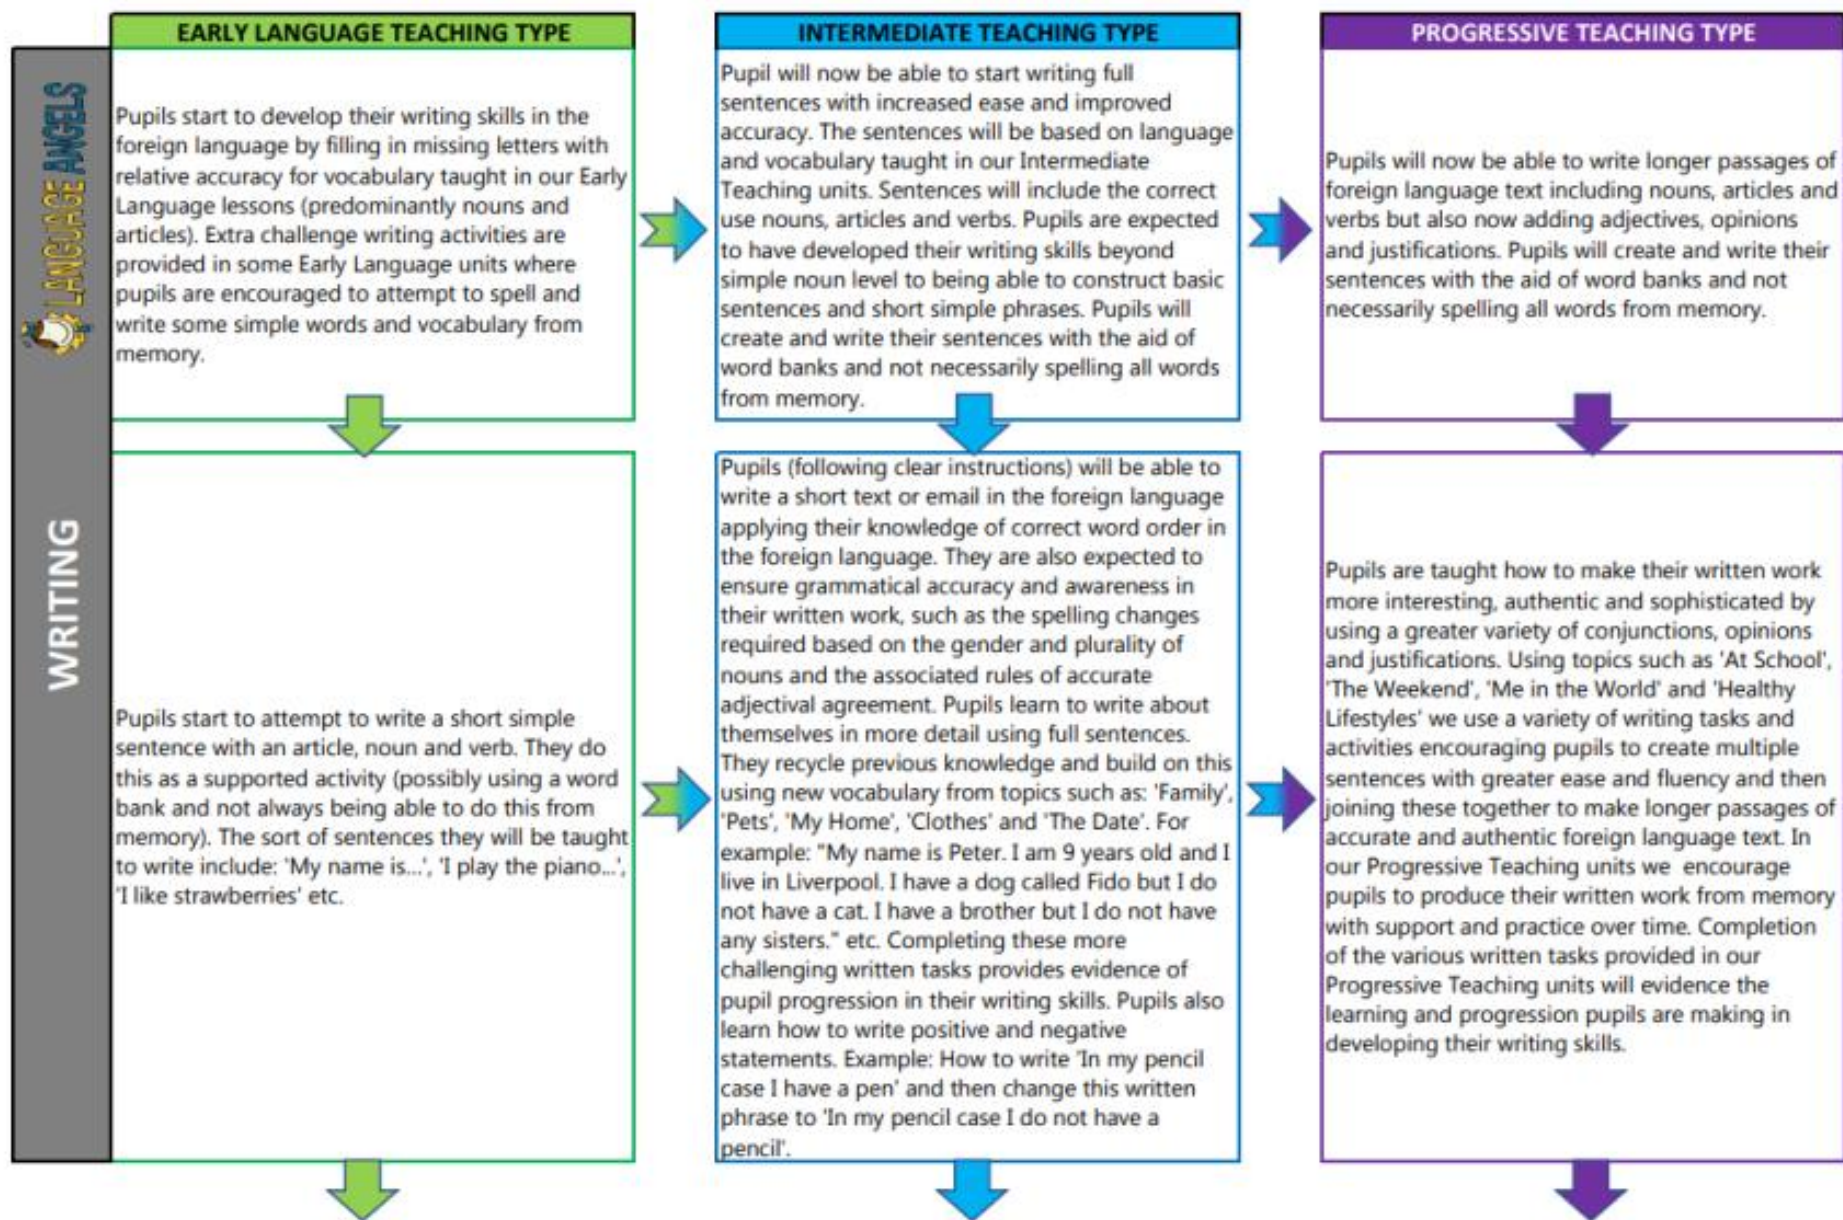 EARLY LANGUAGE TEACHING TYPE
INTERMEDIATE TEACHING TYPE
PROGRESSIVE TEACHING TYPE
LANGUAGE ANGELS
WRITING
Pupils start to develop their writing skills in the
foreign language by filling in missing letters with
relative accuracy for vocabulary taught in our Early
Language lessons (predominantly nouns and
articles). Extra challenge writing activities are
provided in some Early Language units where
pupils are encouraged to attempt to spell and
write some simple words and vocabulary from
memory.
Pupil will now be able to start writing full
sentences with increased ease and improved
accuracy. The sentences will be based on language
and vocabulary taught in our Intermediate
Teaching units. Sentences will include the correct
use nouns, articles and verbs. Pupils are expected
to have developed their writing skills beyond
simple noun level to being able to construct basic
sentences and short simple phrases. Pupils will
create and write their sentences with the aid of
word banks and not necessarily spelling all words
from memory.
Pupils will now be able to write longer passages of
foreign language text including nouns, articles and
verbs but also now adding adjectives, opinions
and justifications. Pupils will create and write their
sentences with the aid of word banks and not
necessarily spelling all words from memory.
Pupils start to attempt to write a short simple
sentence with an article, noun and verb. They do
this as a supported activity (possibly using a word
bank and not always being able to do this from
memory). The sort of sentences they will be taught
to write include: 'My name is...', 'I play the piano...',
'I like strawberries' etc.
Pupils (following clear instructions) will be able to
write a short text or email in the foreign language
applying their knowledge of correct word order in
the foreign language. They are also expected to
ensure grammatical accuracy and awareness in
their written work, such as the spelling changes
required based on the gender and plurality of
nouns and the associated rules of accurate
adjectival agreement. Pupils learn to write about
themselves in more detail using full sentences.
They recycle previous knowledge and build on this
using new vocabulary from topics such as: 'Family',
'Pets', 'My Home', 'Clothes' and 'The Date'. For
example: "My name is Peter. I am 9 years old and I
live in Liverpool. I have a dog called Fido but I do
not have a cat. I have a brother but I do not have
any sisters." etc. Completing these more
challenging written tasks provides evidence of
pupil progression in their writing skills. Pupils also
learn how to write positive and negative
statements. Example: How to write 'In my pencil
case I have a pen' and then change this written
phrase to 'In my pencil case I do not have a
pencil'.
Pupils are taught how to make their written work
more interesting, authentic and sophisticated by
using a greater variety of conjunctions, opinions
and justifications. Using topics such as 'At School',
'The Weekend', 'Me in the World' and 'Healthy
Lifestyles' we use a variety of writing tasks and
activities encouraging pupils to create multiple
sentences with greater ease and fluency and then
joining these together to make longer passages of
accurate and authentic foreign language text. In
our Progressive Teaching units we encourage
pupils to produce their written work from memory
with support and practice over time. Completion
of the various written tasks provided in our
Progressive Teaching units will evidence the
learning and progression pupils are making in
developing their writing skills.